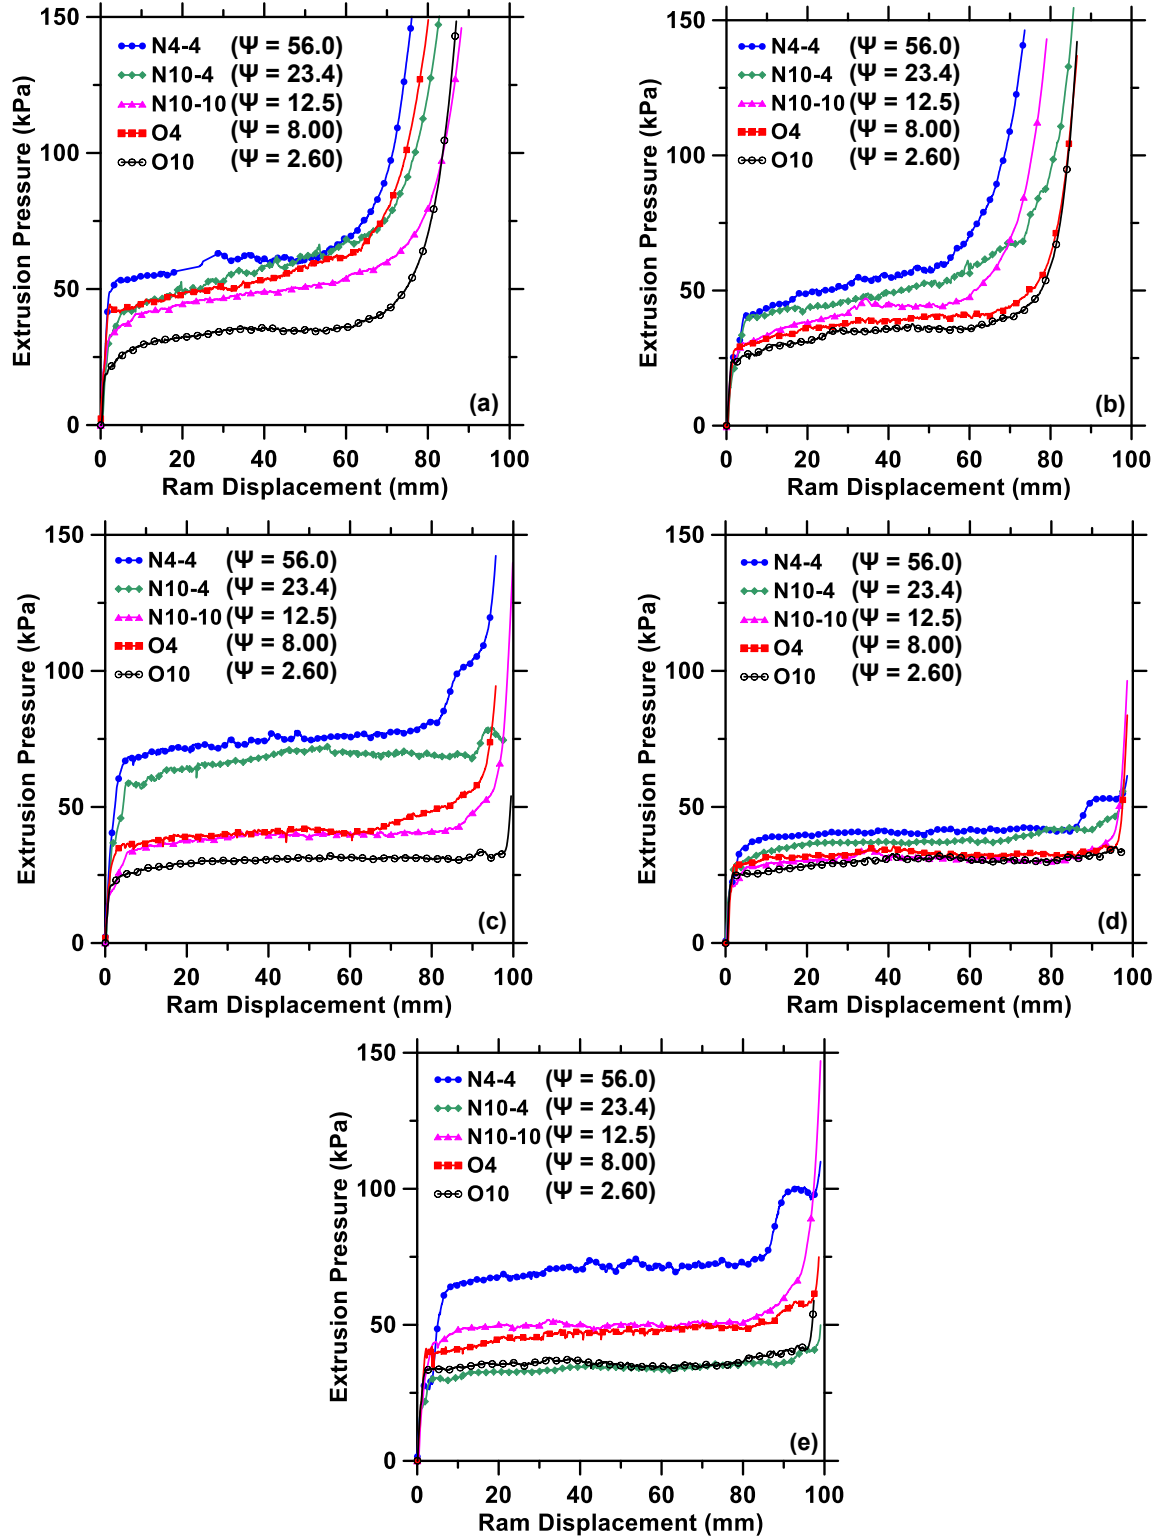 150
100
50
0
Extrusion Pressure (kPa)
N4-4 (Ψ = 56.0)
N10-4 (Ψ = 23.4)
N10-10 (Ψ = 12.5)
O4 (Ψ = 8.00)
O10 (Ψ = 2.60)
(a)
0 20 40 60 80 100
Ram Displacement (mm)
150
100
50
0
Extrusion Pressure (kPa)
N4-4 (Ψ = 56.0)
N10-4 (Ψ = 23.4)
N10-10 (Ψ = 12.5)
O4 (Ψ = 8.00)
O10 (Ψ = 2.60)
(b)
0 20 40 60 80 100
Ram Displacement (mm)
150
100
50
0
Extrusion Pressure (kPa)
N4-4 (Ψ = 56.0)
N10-4 (Ψ = 23.4)
N10-10 (Ψ = 12.5)
O4 (Ψ = 8.00)
O10 (Ψ = 2.60)
(c)
0 20 40 60 80 100
Ram Displacement (mm)
150
100
50
0
Extrusion Pressure (kPa)
N4-4 (Ψ = 56.0)
N10-4 (Ψ = 23.4)
N10-10 (Ψ = 12.5)
O4 (Ψ = 8.00)
O10 (Ψ = 2.60)
(d)
0 20 40 60 80 100
Ram Displacement (mm)
150
100
50
0
Extrusion Pressure (kPa)
N4-4 (Ψ = 56.0)
N10-4 (Ψ = 23.4)
N10-10 (Ψ = 12.5)
O4 (Ψ = 8.00)
O10 (Ψ = 2.60)
(e)
0 20 40 60 80 100
Ram Displacement (mm)